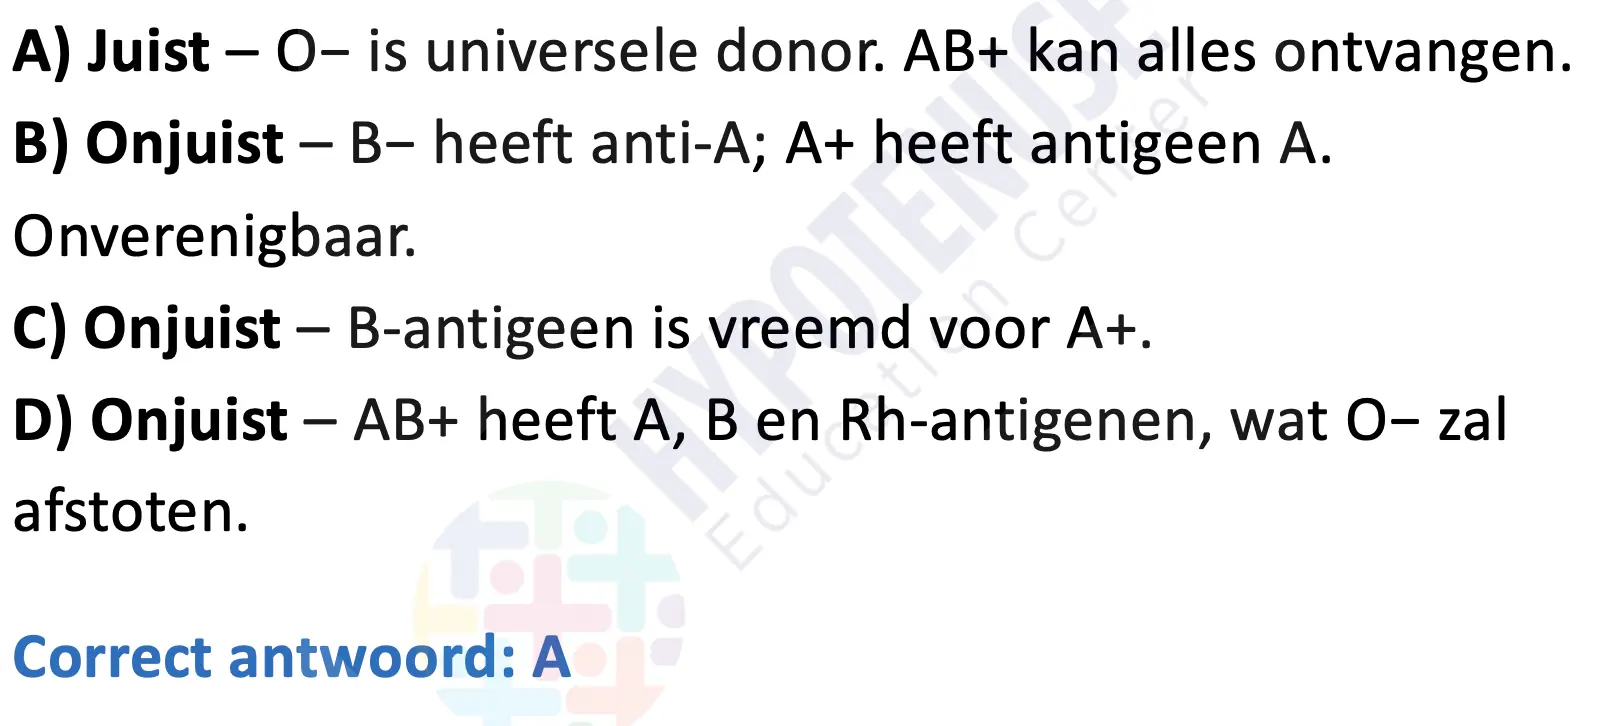 A) Juist – O− is universele donor. AB+ kan alles ontvangen.
B) Onjuist – B− heeft anti-A; A+ heeft antigeen A.
Onverenigbaar.
C) Onjuist – B-antigeen is vreemd voor A+.
D) Onjuist – AB+ heeft A, B en Rh-antigenen, wat O− zal
afstoten.
Correct antwoord: A
HYPOTENUSE
Education Center